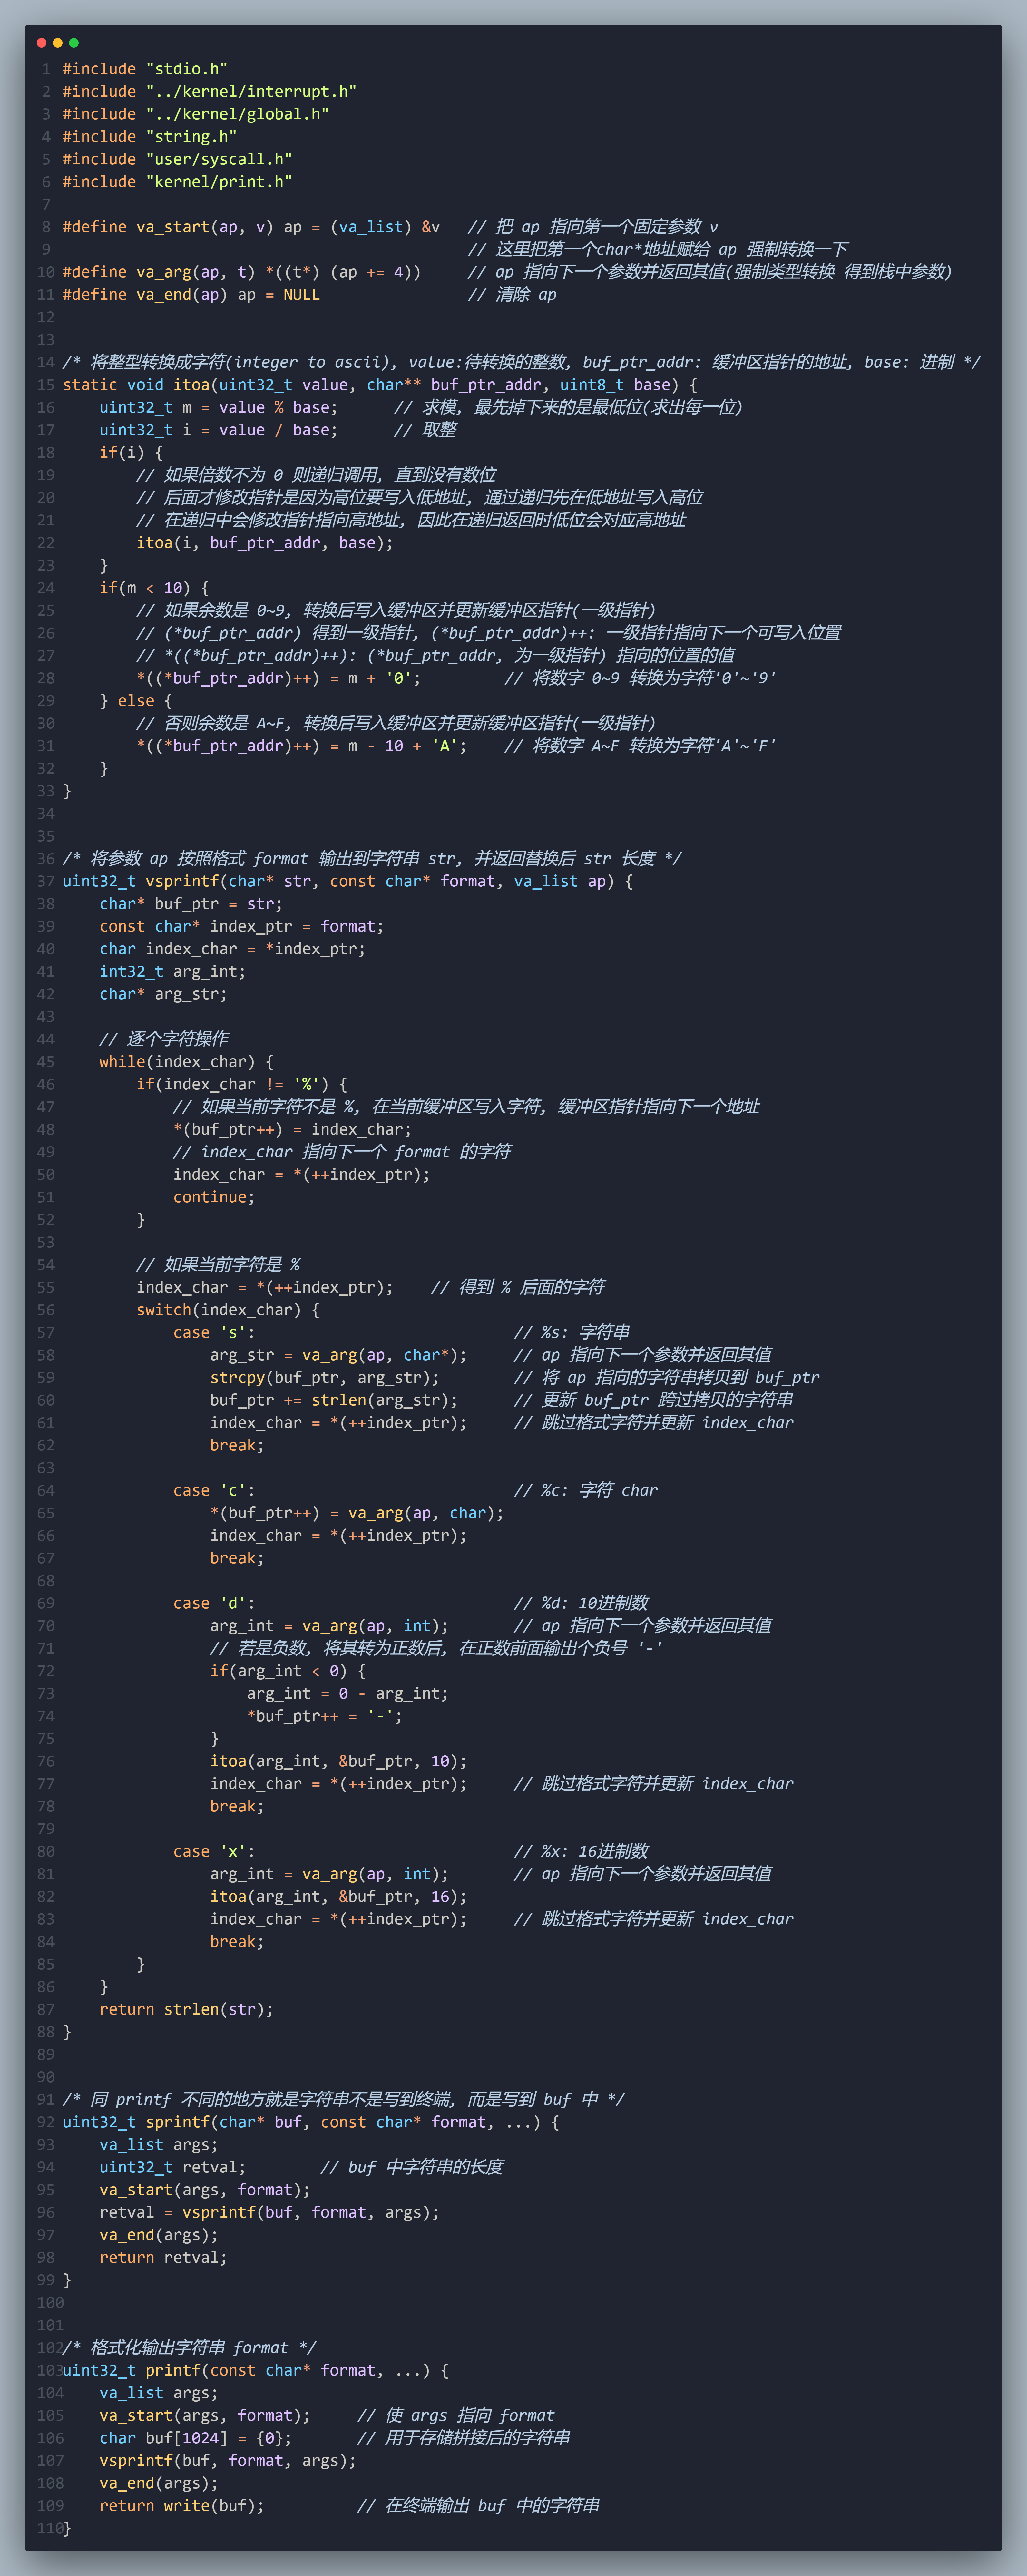 1 #include "stdio.h"
2 #include "../kernel/interrupt.h"
3 #include "../kernel/global.h"
4 #include "string.h"
5 #include "user/syscall.h"
6 #include "kernel/print.h"
7
8 #define va_start(ap, v) ap = (va_list) &v   // 把 ap 指向第一个固定参数 v
9                                             // 这里把第一个char*地址赋给 ap 强制转换一下
10 #define va_arg(ap, t) *((t*) (ap += 4))     // ap 指向下一个参数并返回其值(强制类型转换 得到栈中参数)
11 #define va_end(ap) ap = NULL                // 清除 ap
12
13
14 /* 将整型转换成字符(integer to ascii), value:待转换的整数, buf_ptr_addr: 缓冲区指针的地址, base: 进制 */
15 static void itoa(uint32_t value, char** buf_ptr_addr, uint8_t base) {
16     uint32_t m = value % base;      // 求模, 最先掉下来的是最低位(求出每一位)
17     uint32_t i = value / base;      // 取整
18     if(i) {
19         // 如果倍数不为 0 则递归调用, 直到没有数位
20         // 后面才修改指针是因为高位要写入低地址, 通过递归先在低地址写入高位
21         // 在递归中会修改指针指向高地址, 因此在递归返回时低位会对应高地址
22         itoa(i, buf_ptr_addr, base);
23     }
24     if(m < 10) {
25         // 如果余数是 0~9, 转换后写入缓冲区并更新缓冲区指针(一级指针)
26         // (*buf_ptr_addr) 得到一级指针, (*buf_ptr_addr)++: 一级指针指向下一个可写入位置
27         // *((*buf_ptr_addr)++): (*buf_ptr_addr, 为一级指针) 指向的位置的值
28         *((*buf_ptr_addr)++) = m + '0';         // 将数字 0~9 转换为字符'0'~'9'
29     } else {
30         // 否则余数是 A~F, 转换后写入缓冲区并更新缓冲区指针(一级指针)
31         *((*buf_ptr_addr)++) = m - 10 + 'A';    // 将数字 A~F 转换为字符'A'~'F'
32     }
33 }
34
35
36 /* 将参数 ap 按照格式 format 输出到字符串 str, 并返回替换后 str 长度 */
37 uint32_t vsprintf(char* str, const char* format, va_list ap) {
38     char* buf_ptr = str;
39     const char* index_ptr = format;
40     char index_char = *index_ptr;
41     int32_t arg_int;
42     char* arg_str;
43
44     // 逐个字符操作
45     while(index_char) {
46         if(index_char != '%') {
47             // 如果当前字符不是 %, 在当前缓冲区写入字符, 缓冲区指针指向下一个地址
48             *(buf_ptr++) = index_char;
49             // index_char 指向下一个 format 的字符
50             index_char = *(++index_ptr);
51             continue;
52         }
53
54         // 如果当前字符是 %
55         index_char = *(++index_ptr);    // 得到 % 后面的字符
56         switch(index_char) {
57             case 's':                            // %s: 字符串
58                 arg_str = va_arg(ap, char*);     // ap 指向下一个参数并返回其值
59                 strcpy(buf_ptr, arg_str);        // 将 ap 指向的字符串拷贝到 buf_ptr
60                 buf_ptr += strlen(arg_str);      // 更新 buf_ptr 跨过拷贝的字符串
61                 index_char = *(++index_ptr);     // 跳过格式字符并更新 index_char
62                 break;
63
64             case 'c':                            // %c: 字符 char
65                 *(buf_ptr++) = va_arg(ap, char);
66                 index_char = *(++index_ptr);
67                 break;
68
69             case 'd':                            // %d: 10进制数
70                 arg_int = va_arg(ap, int);       // ap 指向下一个参数并返回其值
71                 // 若是负数, 将其转为正数后, 在正数前面输出个负号 '-'
72                 if(arg_int < 0) {
73                     arg_int = 0 - arg_int;
74                     *buf_ptr++ = '-';
75                 }
76                 itoa(arg_int, &buf_ptr, 10);
77                 index_char = *(++index_ptr);     // 跳过格式字符并更新 index_char
78                 break;
79
80             case 'x':                            // %x: 16进制数
81                 arg_int = va_arg(ap, int);       // ap 指向下一个参数并返回其值
82                 itoa(arg_int, &buf_ptr, 16);
83                 index_char = *(++index_ptr);     // 跳过格式字符并更新 index_char
84                 break;
85         }
86     }
87     return strlen(str);
88 }
89
90
91 /* 同 printf 不同的地方就是字符串不是写到终端, 而是写到 buf 中 */
92 uint32_t sprintf(char* buf, const char* format, ...) {
93     va_list args;
94     uint32_t retval;        // buf 中字符串的长度
95     va_start(args, format);
96     retval = vsprintf(buf, format, args);
97     va_end(args);
98     return retval;
99 }
100
101
102 /* 格式化输出字符串 format */
103 uint32_t printf(const char* format, ...) {
104     va_list args;
105     va_start(args, format);     // 使 args 指向 format
106     char buf[1024] = {0};       // 用于存储拼接后的字符串
107     vsprintf(buf, format, args);
108     va_end(args);
109     return write(buf);          // 在终端输出 buf 中的字符串
110 }